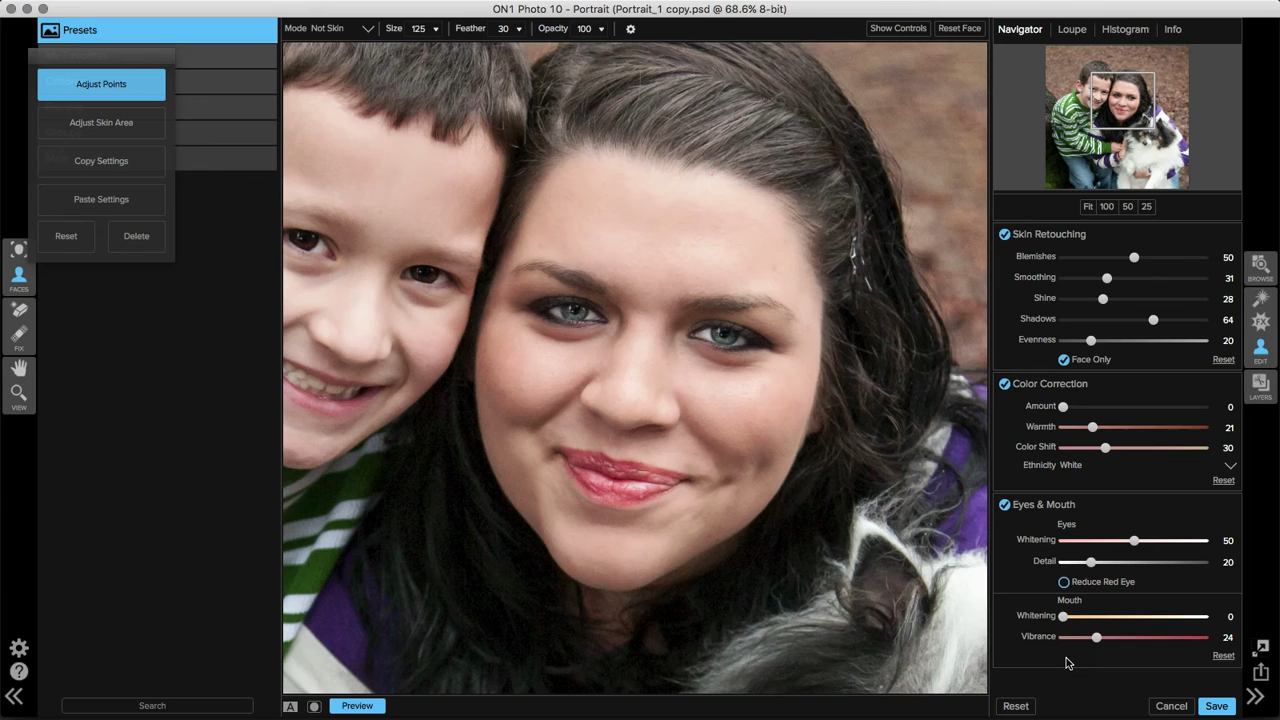 ON1 Photo 10 - Portrait (Portrait_1 copy.psd @ 68.6% 8-bit)
Presets
Mode Not Skin Size 125 Feather 30 Opacity 100 Show Controls Reset Face
Navigator Loupe Histogram Info
Adjust Points
Adjust Skin Area
Copy Settings
Paste Settings
Reset Delete
FACES
FIX
VIEW
Fit 100 50 25
Skin Retouching
Blemishes 50
Smoothing 31
Shine 28
Shadows 64
Evenness 20
Face Only Reset
Color Correction
Amount 0
Warmth 21
Color Shift 30
Ethnicity White
Reset
Eyes & Mouth
Eyes
Whitening 50
Detail 20
Reduce Red Eye
Mouth
Whitening 0
Vibrance 24
Reset
BROWSE
FX
EDIT
LAYERS
?
Search
A Preview
Reset Cancel Save